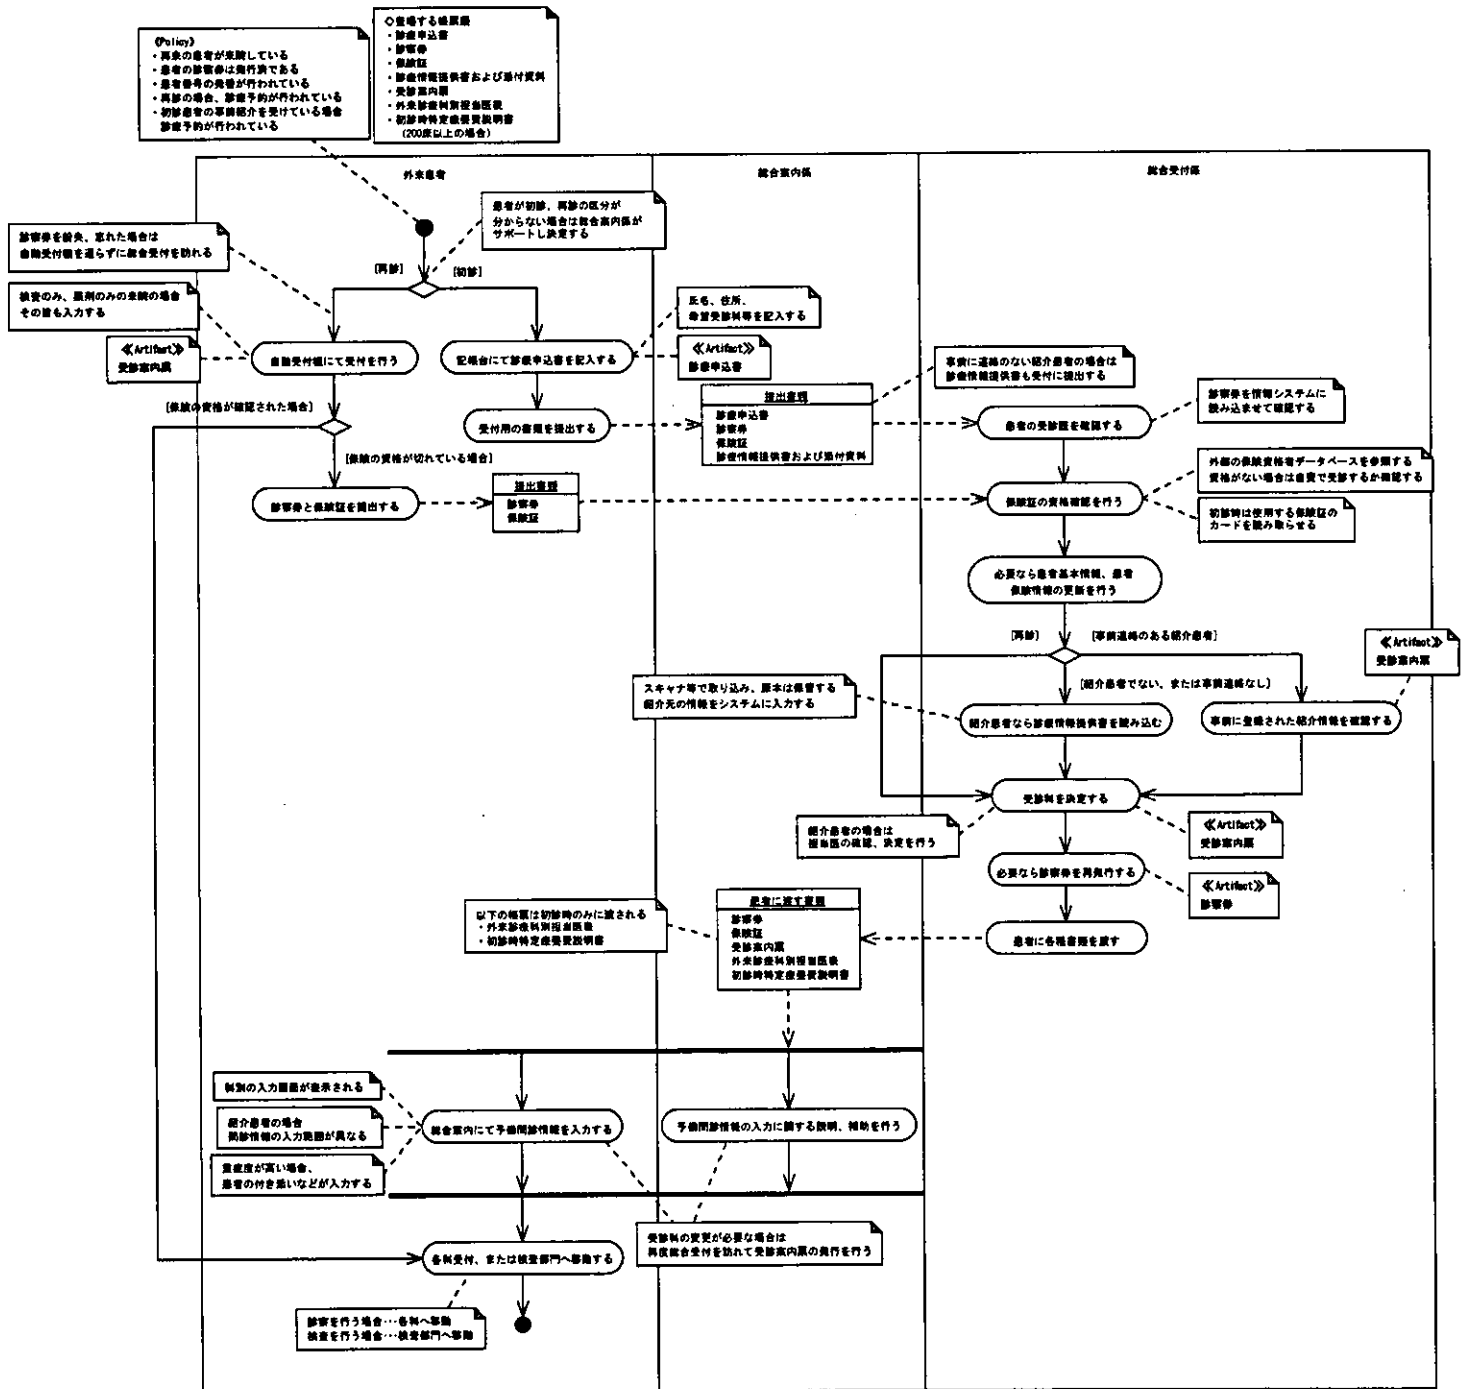 《Policy》
・再来の患者が来院している
・患者の診察券は発行済である
・患者番号の発番が行われている
・再診の場合、診療予約が行われている
・初診患者の事前紹介を受けている場合
診療予約が行われている
◇登場する帳票類
・診療申込書
・診察券
・保険証
・診療情報提供書および添付資料
・受診案内票
・外来診療科別担当医表
・初診時特定療養費説明書
(200床以上の場合)
外来患者
総合案内係
総合受付係
患者が初診、再診の区分が
分からない場合は総合案内係が
サポートし決定する
診察券を紛失、忘れた場合は
自動受付機を通らずに総合受付を訪れる
[再診]
[初診]
検査のみ、薬剤のみの来院の場合
その旨も入力する
氏名、住所、
希望受診科等を記入する
≪Artifact≫
受診案内票
自動受付機にて受付を行う
記帳台にて診療申込書を記入する
≪Artifact≫
診療申込書
事前に連絡のない紹介患者の場合は
診療情報提供書も受付に提出する
[保険の資格が確認された場合]
受付用の書類を提出する
提出書類
診療申込書
診察券
保険証
診療情報提供書および添付資料
患者の受診歴を確認する
診察券を情報システムに
読み込ませて確認する
[保険の資格が切れている場合]
診察券と保険証を提出する
提出書類
診察券
保険証
保険証の資格確認を行う
外部の保険資格者データベースを参照する
資格がない場合は自費で受診するか確認する
初診時は使用する保険証の
カードを読み取らせる
必要なら患者基本情報、患者
保険情報の更新を行う
[再診]
[事前連絡のある紹介患者]
≪Artifact≫
受診案内票
[紹介患者でない、または事前連絡なし]
スキャナ等で取り込み、原本は保管する
紹介元の情報をシステムに入力する
紹介患者なら診療情報提供書を読み込む
事前に登録された紹介情報を確認する
受診科を決定する
紹介患者の場合は
担当医の確認、決定を行う
≪Artifact≫
受診案内票
必要なら診察券を再発行する
≪Artifact≫
診察券
以下の帳票は初診時のみに渡される
・外来診療科別担当医表
・初診時特定療養費説明書
患者に渡す書類
診察券
保険証
受診案内票
外来診療科別担当医表
初診時特定療養費説明書
患者に各種書類を渡す
科別の入力画面が表示される
紹介患者の場合
問診情報の入力範囲が異なる
重症度が高い場合、
患者の付き添いなどが入力する
総合案内にて予備問診情報を入力する
予備問診情報の入力に関する説明、補助を行う
受診科の変更が必要な場合は
再度総合受付を訪れて受診案内票の発行を行う
各科受付、または検査部門へ移動する
診察を行う場合…各科へ移動
検査を行う場合…検査部門へ移動